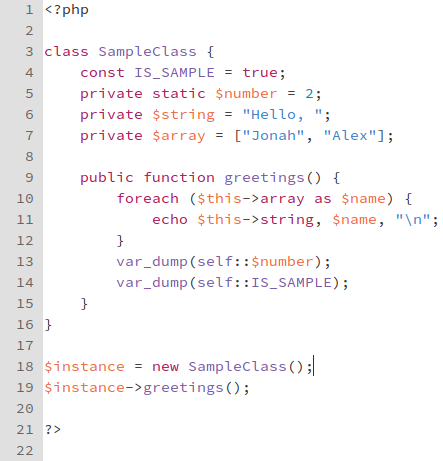 1 <?php
2
3 class SampleClass {
4     const IS_SAMPLE = true;
5     private static $number = 2;
6     private $string = "Hello, ";
7     private $array = ["Jonah", "Alex"];
8
9     public function greetings() {
10         foreach ($this->array as $name) {
11             echo $this->string, $name, "\n";
12         }
13         var_dump(self::$number);
14         var_dump(self::IS_SAMPLE);
15     }
16 }
17
18 $instance = new SampleClass();
19 $instance->greetings();
20
21 ?>
22